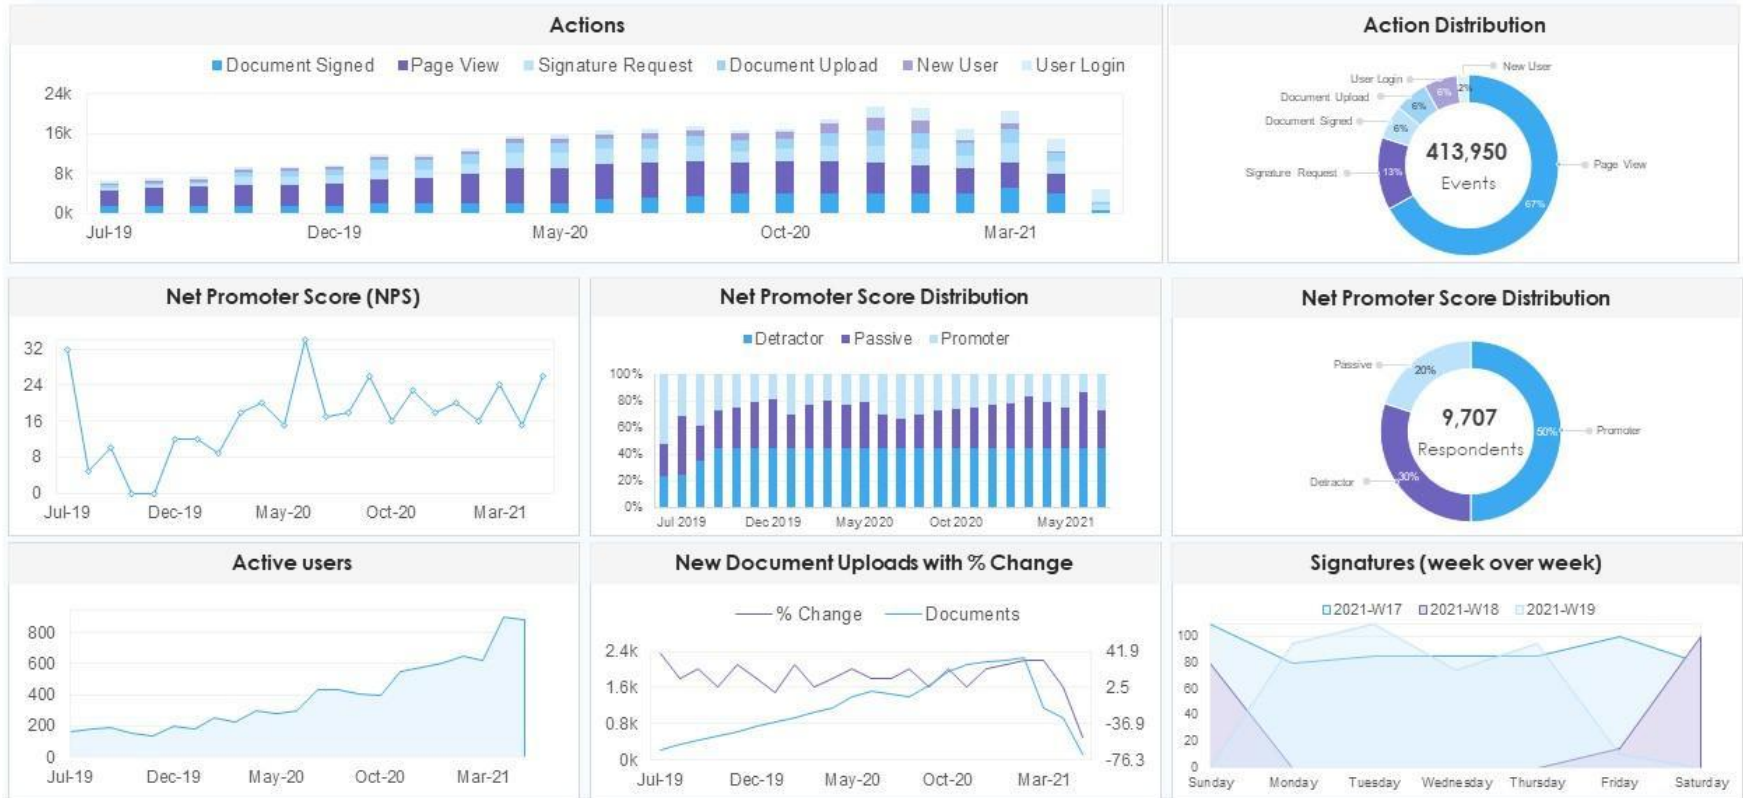 Actions
Document Signed Page View Signature Request Document Upload New User User Login
24k
16k
8k
0k
Jul-19 Dec-19 May-20 Oct-20 Mar-21
Action Distribution
New User
User Login
Document Upload
Document Signed
Signature Request
Page View
2%
6%
6%
6%
13%
67%
413,950
Events
Net Promoter Score (NPS)
32
24
16
8
0
Jul-19 Dec-19 May-20 Oct-20 Mar-21
Net Promoter Score Distribution
Detractor Passive Promoter
100%
80%
60%
40%
20%
0%
Jul 2019 Dec 2019 May 2020 Oct 2020 May 2021
Net Promoter Score Distribution
Passive
20%
9,707
Respondents
50%
Promoter
Detractor
30%
Active users
800
600
400
200
0
Jul-19 Dec-19 May-20 Oct-20 Mar-21
New Document Uploads with % Change
% Change Documents
2.4k 41.9
1.6k 2.5
0.8k -36.9
0k -76.3
Jul-19 Dec-19 May-20 Oct-20 Mar-21
Signatures (week over week)
2021-W17 2021-W18 2021-W19
100
80
60
40
20
0
Sunday Monday Tuesday Wednesday Thursday Friday Saturday